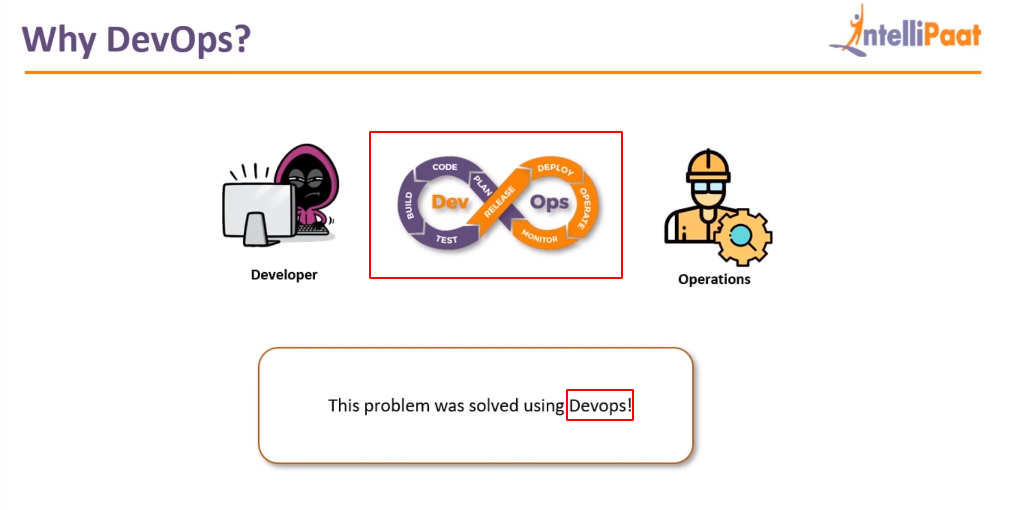 Why DevOps?
IntelliPaat
CODE
PLAN
BUILD
Dev
TEST
RELEASE
DEPLOY
OPERATE
Ops
MONITOR
Developer
Operations
This problem was solved using Devops!